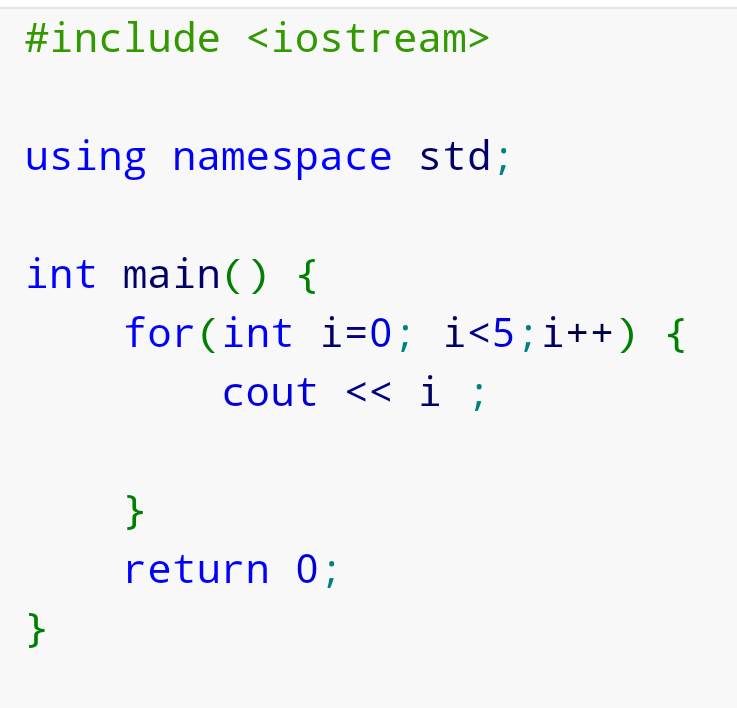 #include <iostream>
using namespace std;
int main() {
for(int i=0; i<5;i++) {
cout << i ;
}
return 0;
}